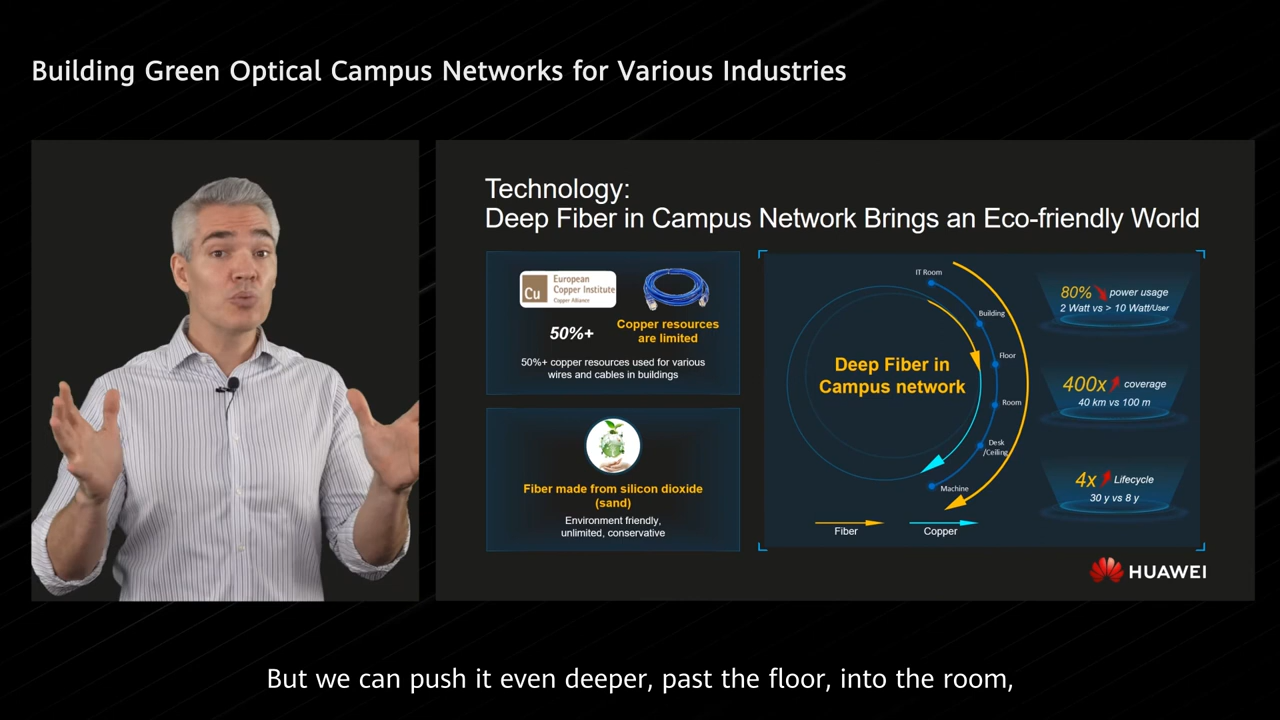 Building Green Optical Campus Networks for Various Industries
Technology:
Deep Fiber in Campus Network Brings an Eco-friendly World
Cu
European
Copper Institute
Copper Alliance
50%+
Copper resources
are limited
50%+ copper resources used for various
wires and cables in buildings
Fiber made from silicon dioxide
(sand)
Environment friendly,
unlimited, conservative
Deep Fiber in
Campus network
IT Room
Building
Floor
Room
Desk
/Ceiling
Machine
Fiber
Copper
80% power usage
2 Watt vs > 10 Watt/User
400x coverage
40 km vs 100 m
4x Lifecycle
30 y vs 8 y
HUAWEI
But we can push it even deeper, past the floor, into the room,